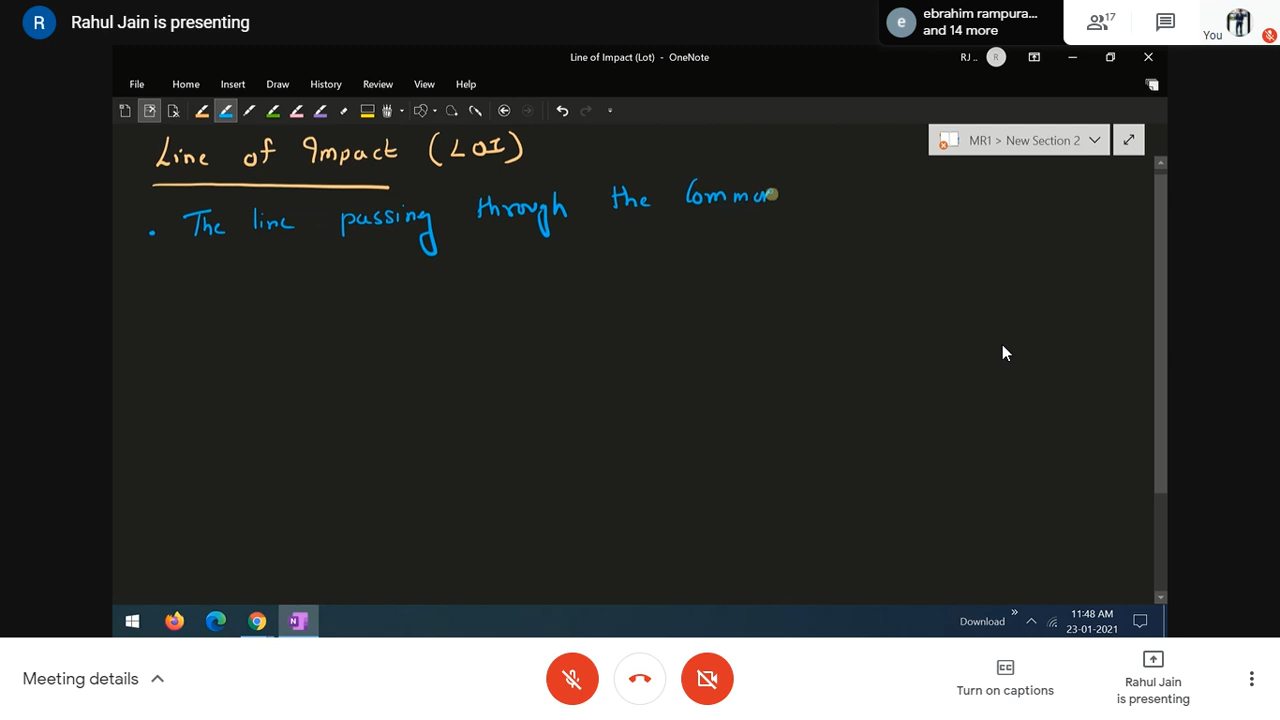 R Rahul Jain is presenting
e ebrahim rampura...
and 14 more
17
You
Line of Impact (Lot) - OneNote
RJ ..
R
File Home Insert Draw History Review View Help
MR1 > New Section 2
Line of Impact (LOI)
. The line passing through the Common
Download
»
11:48 AM
23-01-2021
N
Meeting details
CC
Turn on captions
Rahul Jain
is presenting